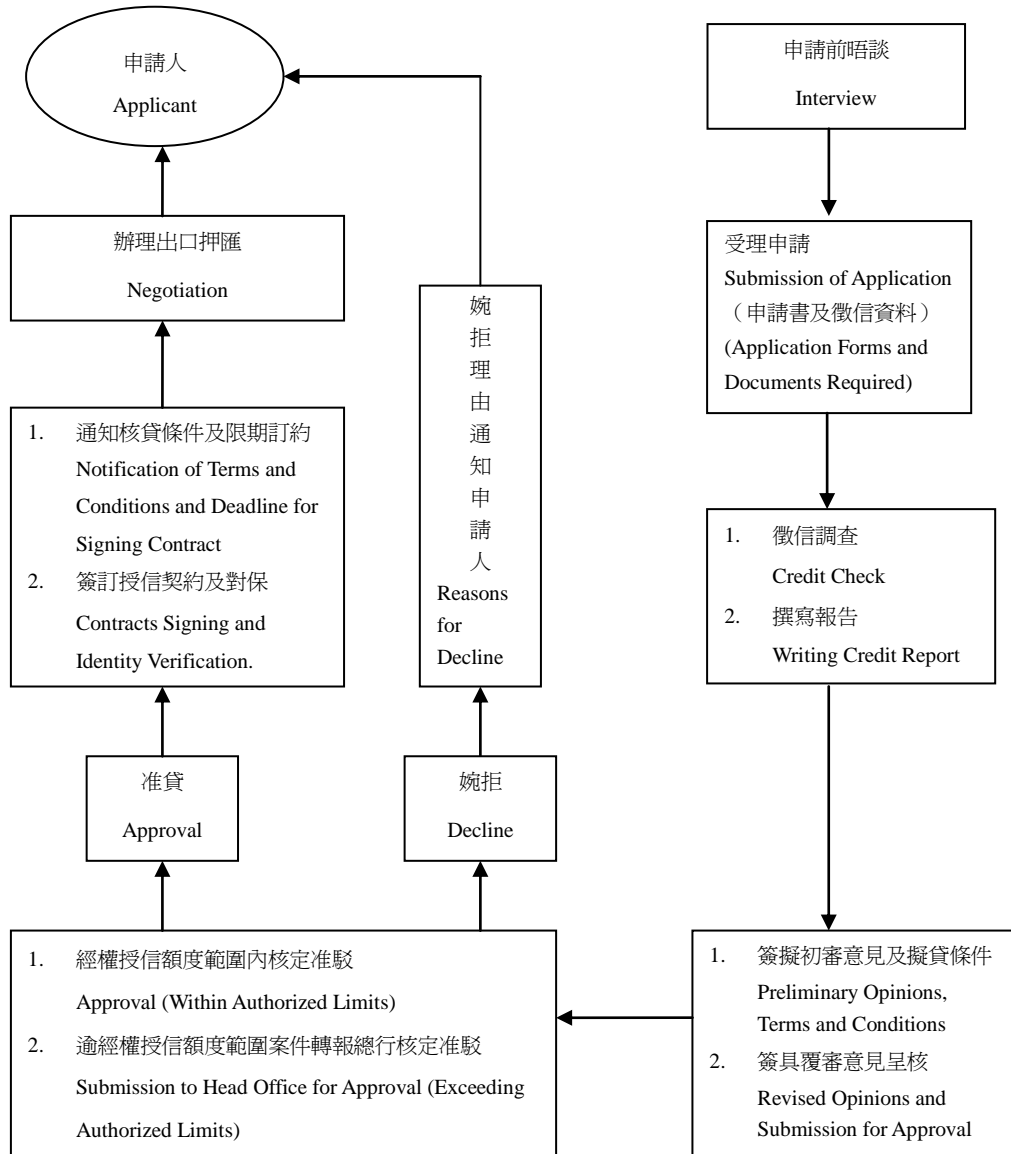 申請人
Applicant
申請前晤談
Interview
受理申請
Submission of Application
（申請書及徵信資料）
(Application Forms and
Documents Required)
1. 徵信調查
Credit Check
2. 撰寫報告
Writing Credit Report
1. 簽擬初審意見及擬貸條件
Preliminary Opinions,
Terms and Conditions
2. 簽具覆審意見呈核
Revised Opinions and
Submission for Approval
1. 經權授信額度範圍內核定准駁
Approval (Within Authorized Limits)
2. 逾經權授信額度範圍案件轉報總行核定准駁
Submission to Head Office for Approval (Exceeding
Authorized Limits)
准貸
Approval
婉拒
Decline
1. 通知核貸條件及限期訂約
Notification of Terms and
Conditions and Deadline for
Signing Contract
2. 簽訂授信契約及對保
Contracts Signing and
Identity Verification.
辦理出口押匯
Negotiation
婉拒理由通知申請人
Reasons
for
Decline